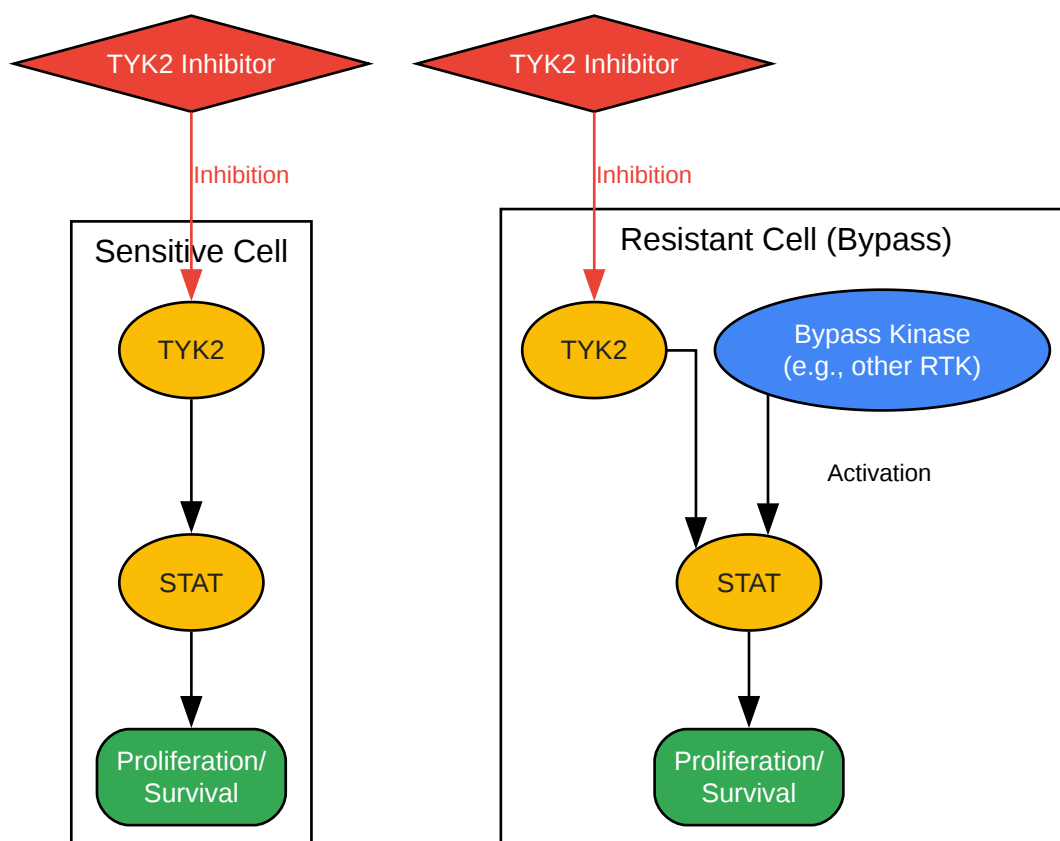 TYK2 Inhibitor
Inhibition
Sensitive Cell
TYK2
STAT
Proliferation/
Survival
TYK2 Inhibitor
Inhibition
Resistant Cell (Bypass)
TYK2
Bypass Kinase
(e.g., other RTK)
Activation
STAT
Proliferation/
Survival